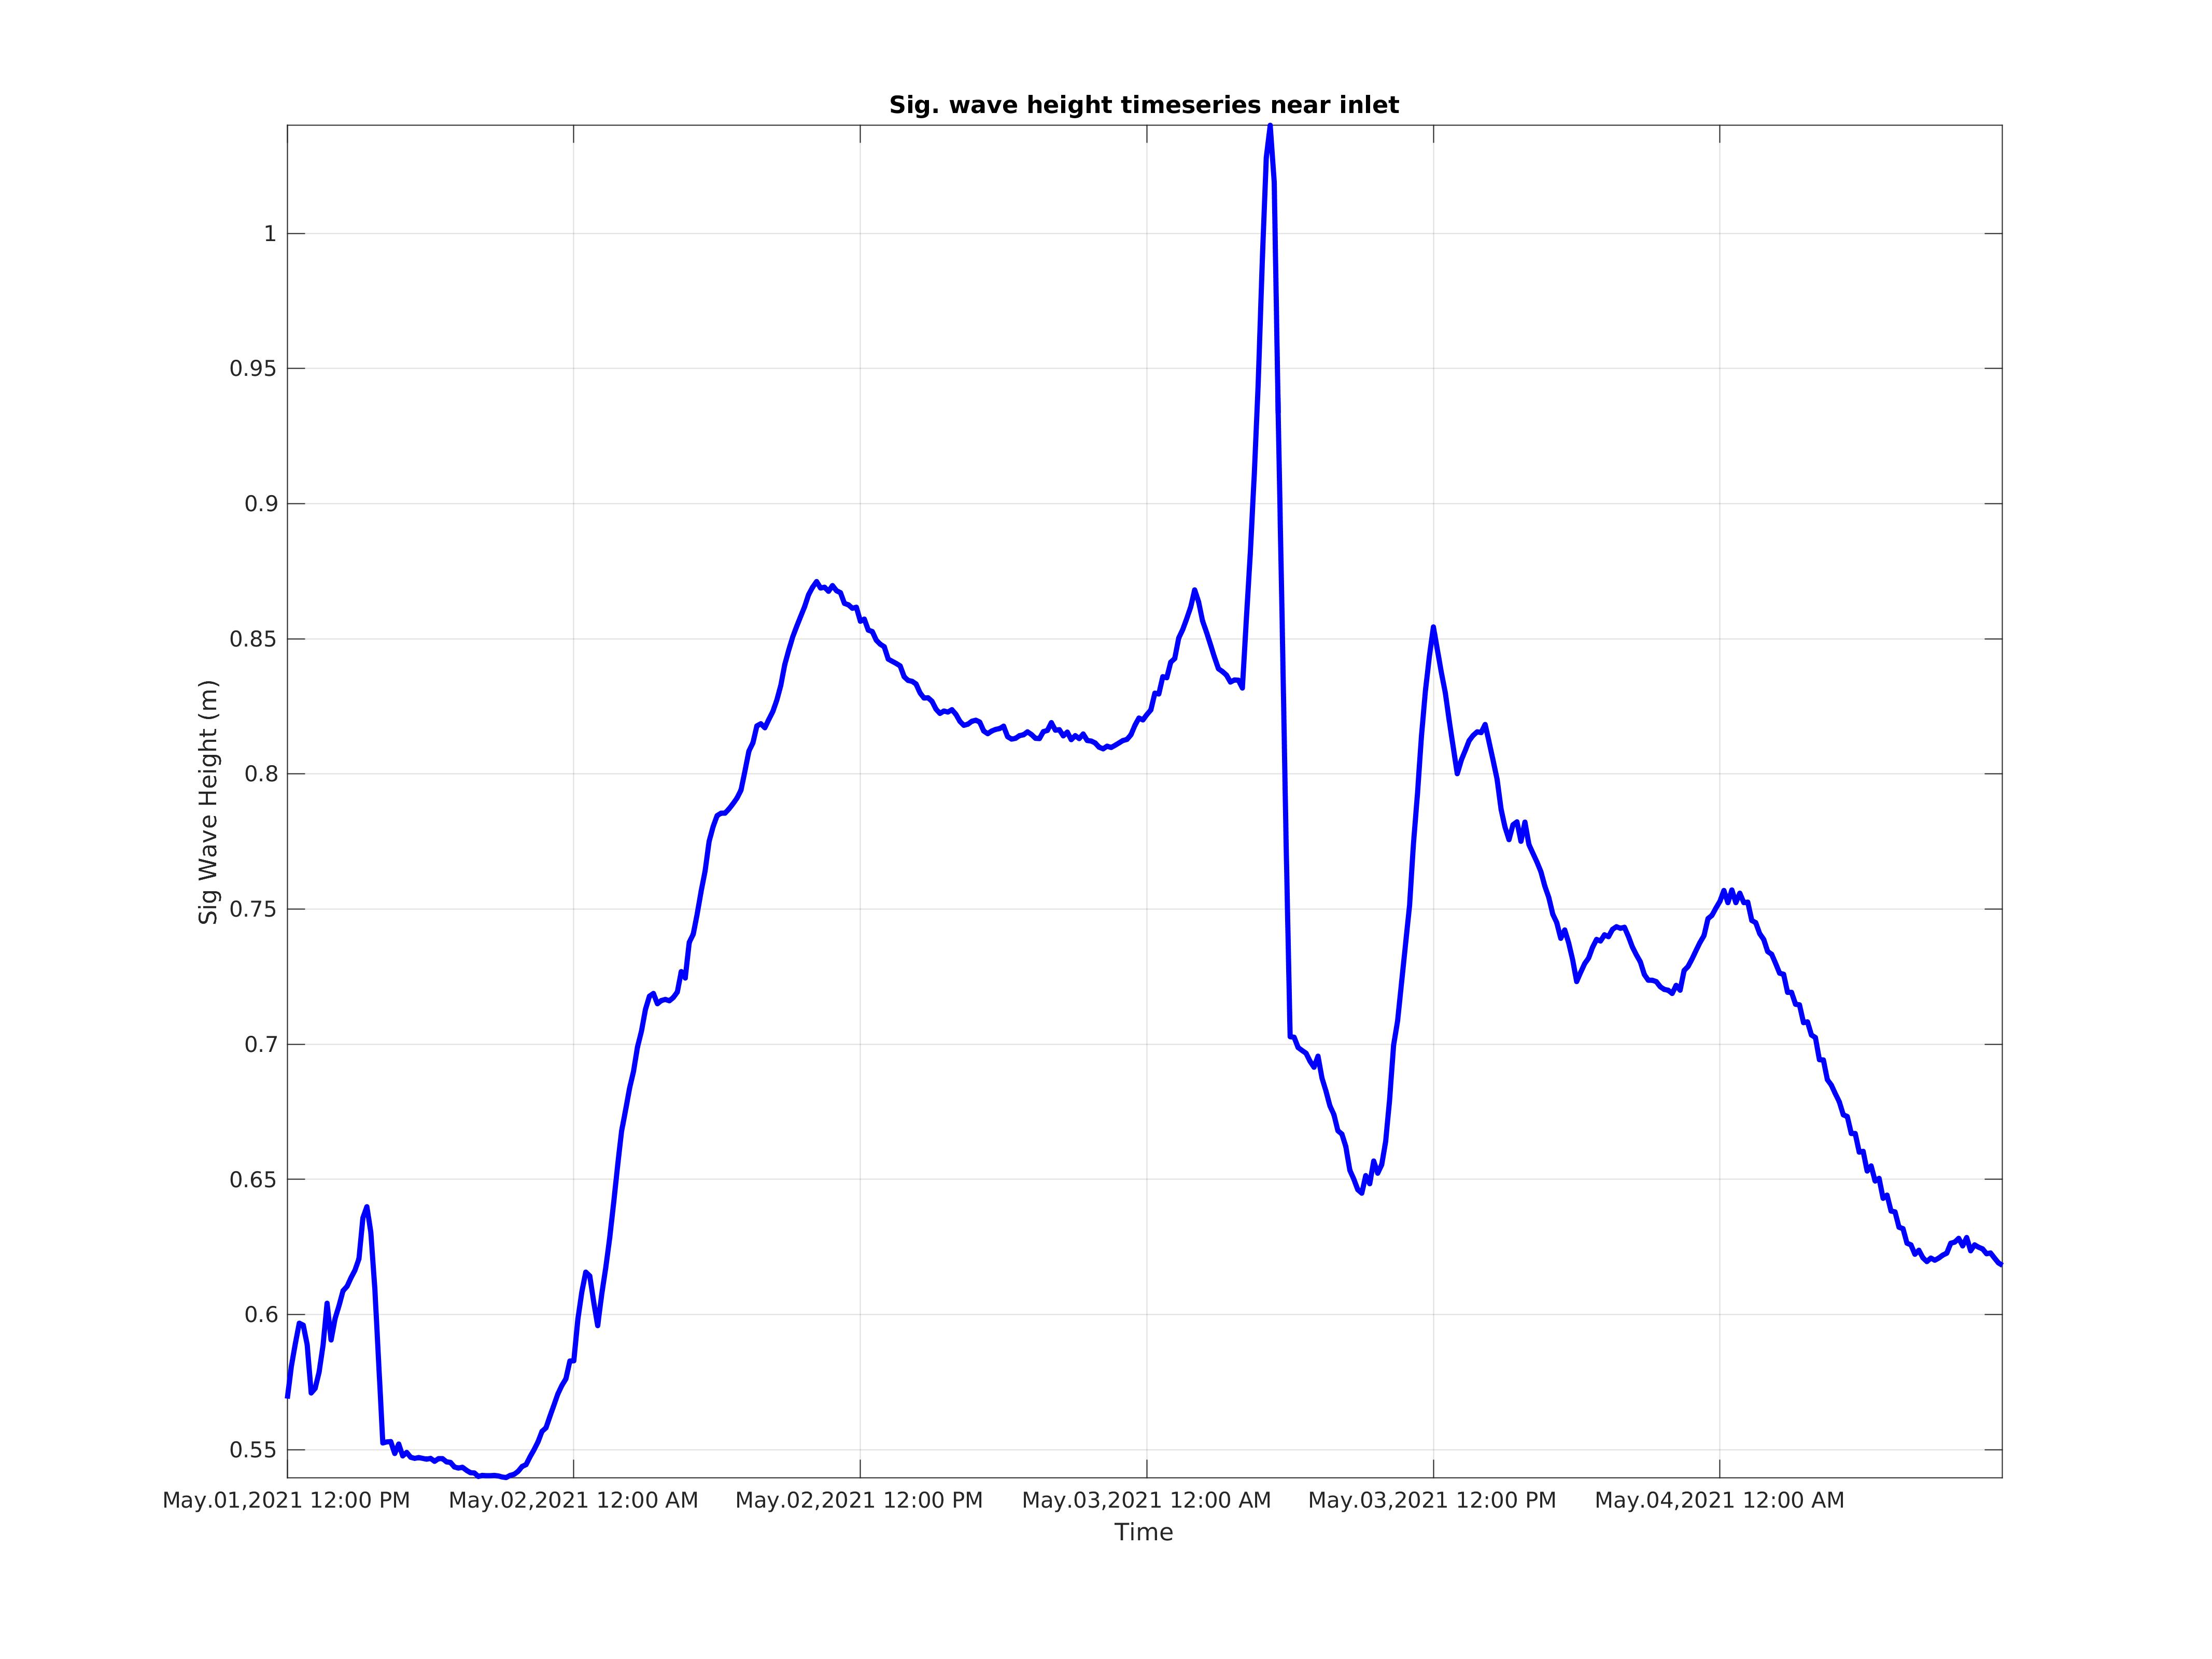 Sig. wave height timeseries near inlet
1
0.95
0.9
0.85
0.8
0.75
0.7
0.65
0.6
0.55
Sig Wave Height (m)
May.01,2021 12:00 PM May.02,2021 12:00 AM May.02,2021 12:00 PM May.03,2021 12:00 AM May.03,2021 12:00 PM May.04,2021 12:00 AM
Time